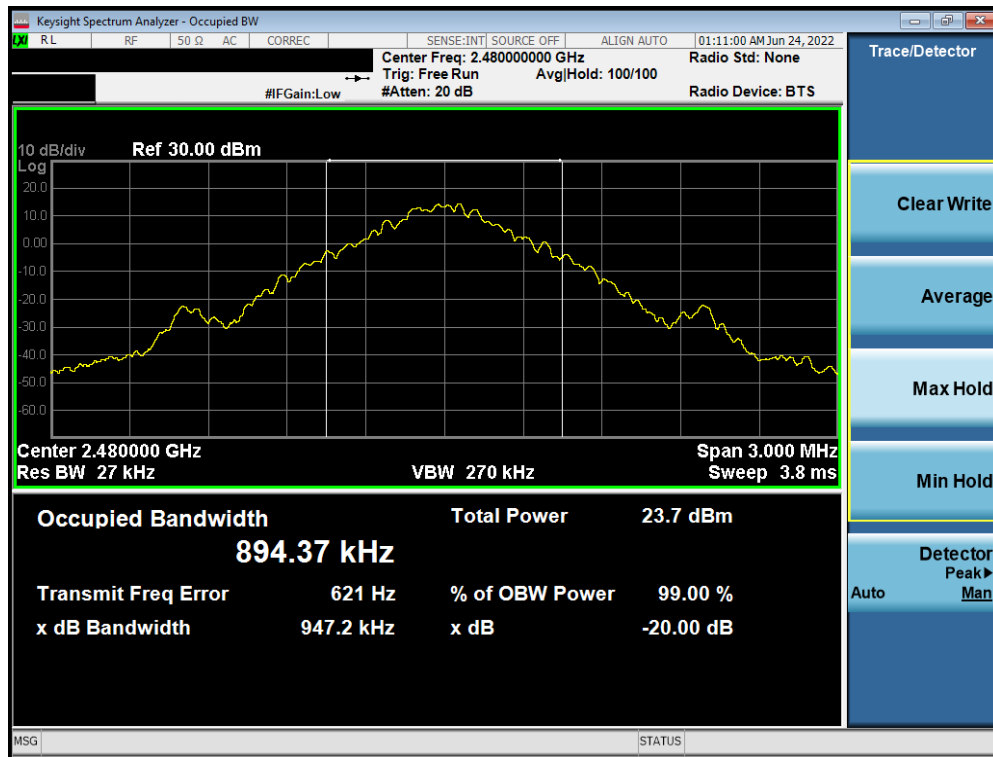 Keysight Spectrum Analyzer - Occupied BW
LXI RL RF 50 Ω AC CORREC SENSE:INT SOURCE OFF ALIGN AUTO 01:11:00 AM Jun 24, 2022
Center Freq: 2.480000000 GHz Radio Std: None
Trig: Free Run Avg|Hold: 100/100
#IFGain:Low #Atten: 20 dB Radio Device: BTS
Trace/Detector
10 dB/div Ref 30.00 dBm
Log
20.0
10.0
0.00
-10.0
-20.0
-30.0
-40.0
-50.0
-60.0
Center 2.480000 GHz Span 3.000 MHz
Res BW 27 kHz VBW 270 kHz Sweep 3.8 ms
Occupied Bandwidth Total Power 23.7 dBm
894.37 kHz
Transmit Freq Error 621 Hz % of OBW Power 99.00 %
x dB Bandwidth 947.2 kHz x dB -20.00 dB
Clear Write
Average
Max Hold
Min Hold
Detector
Peak▶
Auto Man
MSG STATUS